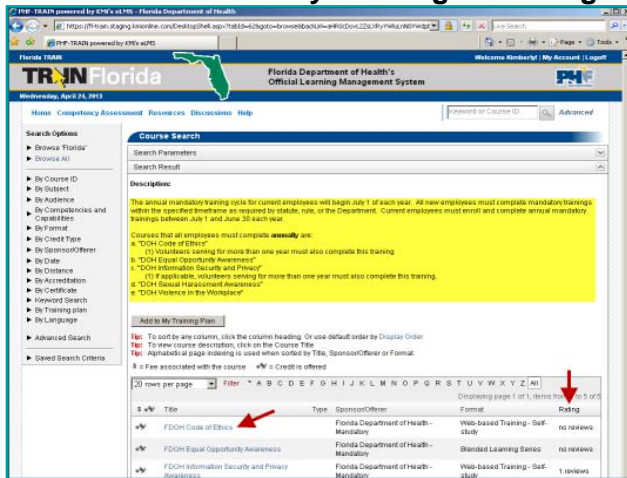 PHF-TRAIN powered by KMi's eLMS - Florida Department of Health
PHF-TRAIN powered by KMi's eLMS
Page
Tools
Florida TRAIN
Welcome Kimberly! | My Account | Logoff
TRAIN Florida
Florida Department of Health's
Official Learning Management System
PHF
Wednesday, April 24, 2013
Home Competency Assessment Resources Discussions Help
Keyword or Course ID
Advanced
Search Options
Browse 'Florida'
Browse All
By Course ID
By Subject
By Audience
By Competencies and
Capabilities
By Format
By Credit Type
By Sponsor/Offerer
By Date
By Distance
By Accreditation
By Certificate
Keyword Search
By Training plan
By Language
Advanced Search
Saved Search Criteria
Course Search
Search Parameters
Search Result
Description:
The annual mandatory training cycle for current employees will begin July 1 of each year. All new employees must complete mandatory trainings
within the specified timeframe as required by statute, rule, or the Department. Current employees must enroll and complete annual mandatory
trainings between July 1 and June 30 each year.
Courses that all employees must complete annually are:
a. "DOH Code of Ethics"
(1) Volunteers serving for more than one year must also complete this training
b. "DOH Equal Opportunity Awareness"
c. "DOH Information Security and Privacy"
(1) If applicable, volunteers serving for more than one year must also complete this training.
d. "DOH Sexual Harassment Awareness"
e. "DOH Violence in the Workplace"
Add to My Training Plan
Tip: To sort by any column, click the column heading. Or use default order by Display Order
Tip: To view course description, click on the Course Title
Tip: Alphabetical page indexing is used when sorted by Title, Sponsor/Offerer or Format.
$ = Fee associated with the course = Credit is offered
20 rows per page Filter * A B C D E F G H I J K L M N O P Q R S T U V W X Y Z All
Displaying page 1 of 1, items to 5 of 5
$ Title Type Sponsor/Offerer Format Rating
FDOH Code of Ethics Florida Department of Health - Mandatory Web-based Training - Self-study no reviews
FDOH Equal Opportunity Awareness Florida Department of Health - Mandatory Blended Learning Series no reviews
FDOH Information Security and Privacy Awareness Florida Department of Health - Mandatory Web-based Training - Self-study 1 reviews